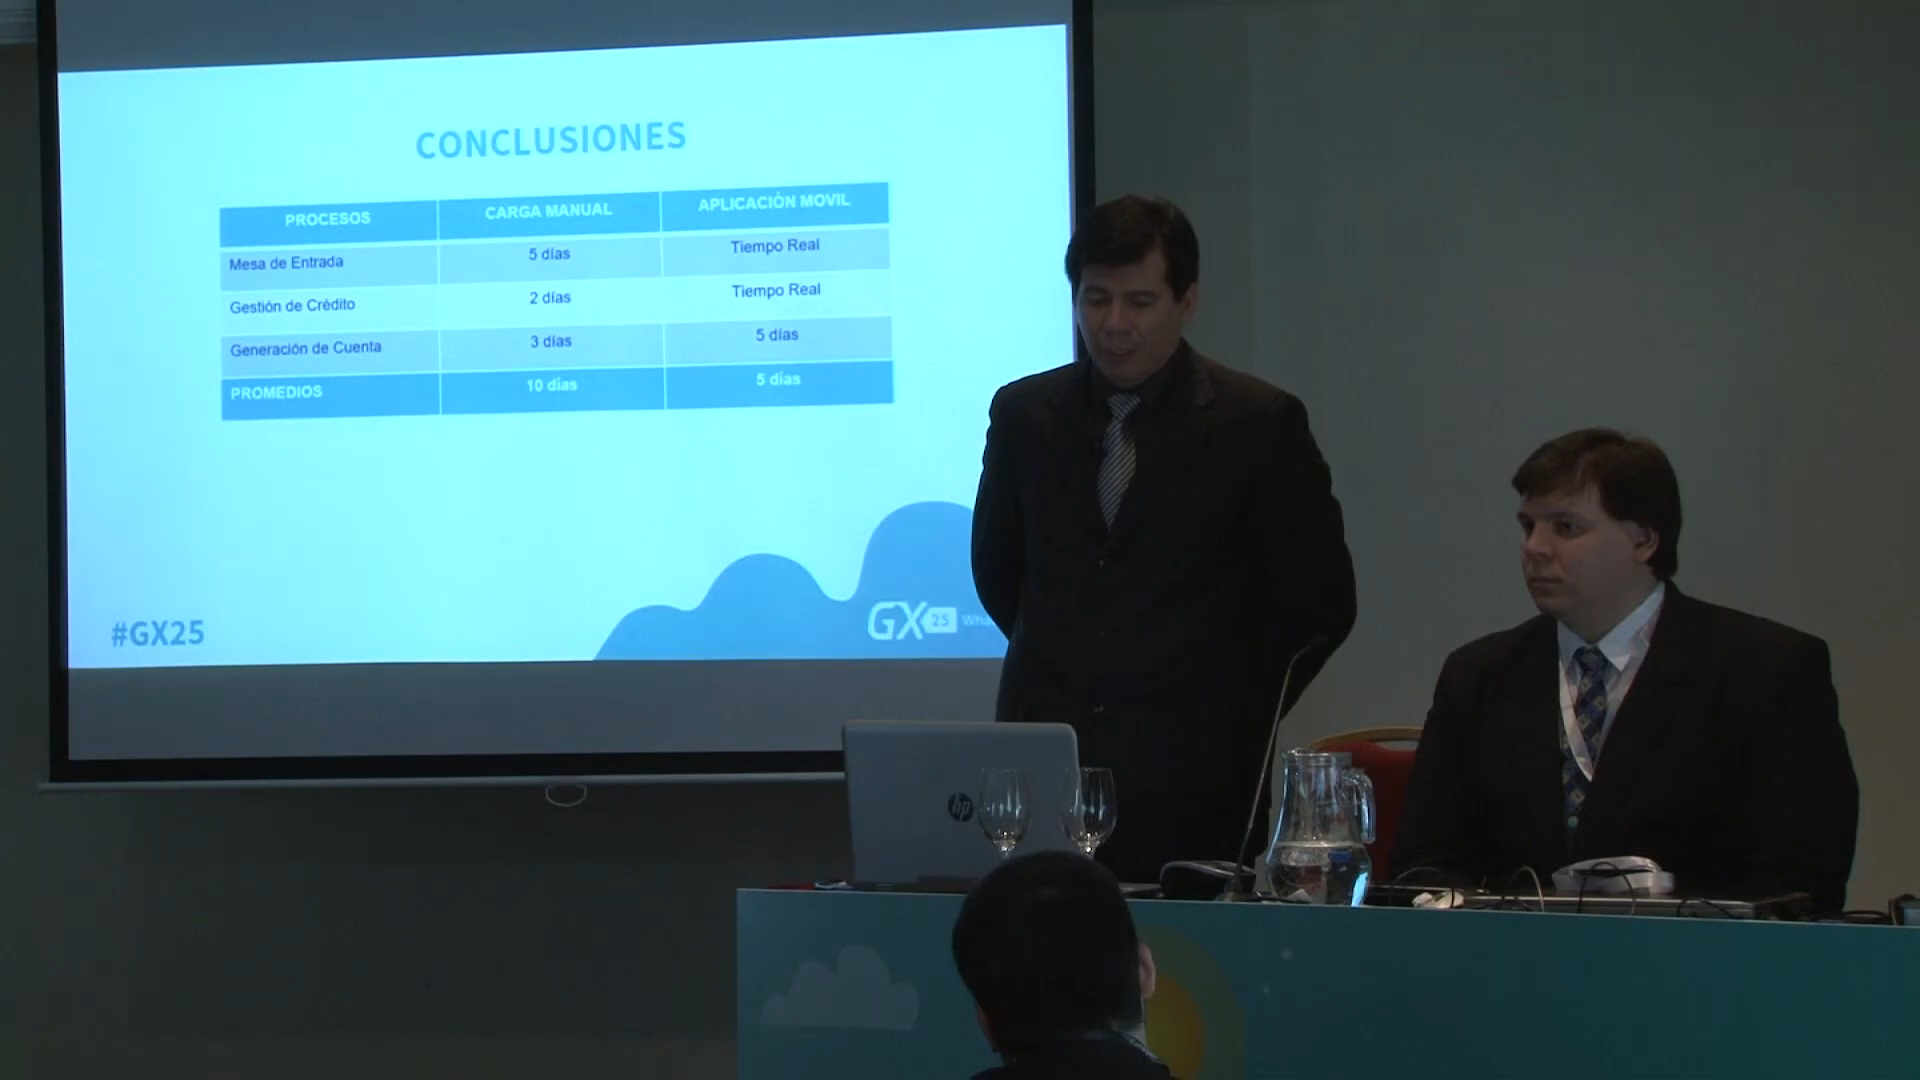 CONCLUSIONES
PROCESOS CARGA MANUAL APLICACIÓN MOVIL
Mesa de Entrada 5 días Tiempo Real
Gestión de Crédito 2 días Tiempo Real
Generación de Cuenta 3 días 5 días
PROMEDIOS 10 días 5 días
#GX25
GX 25
hp